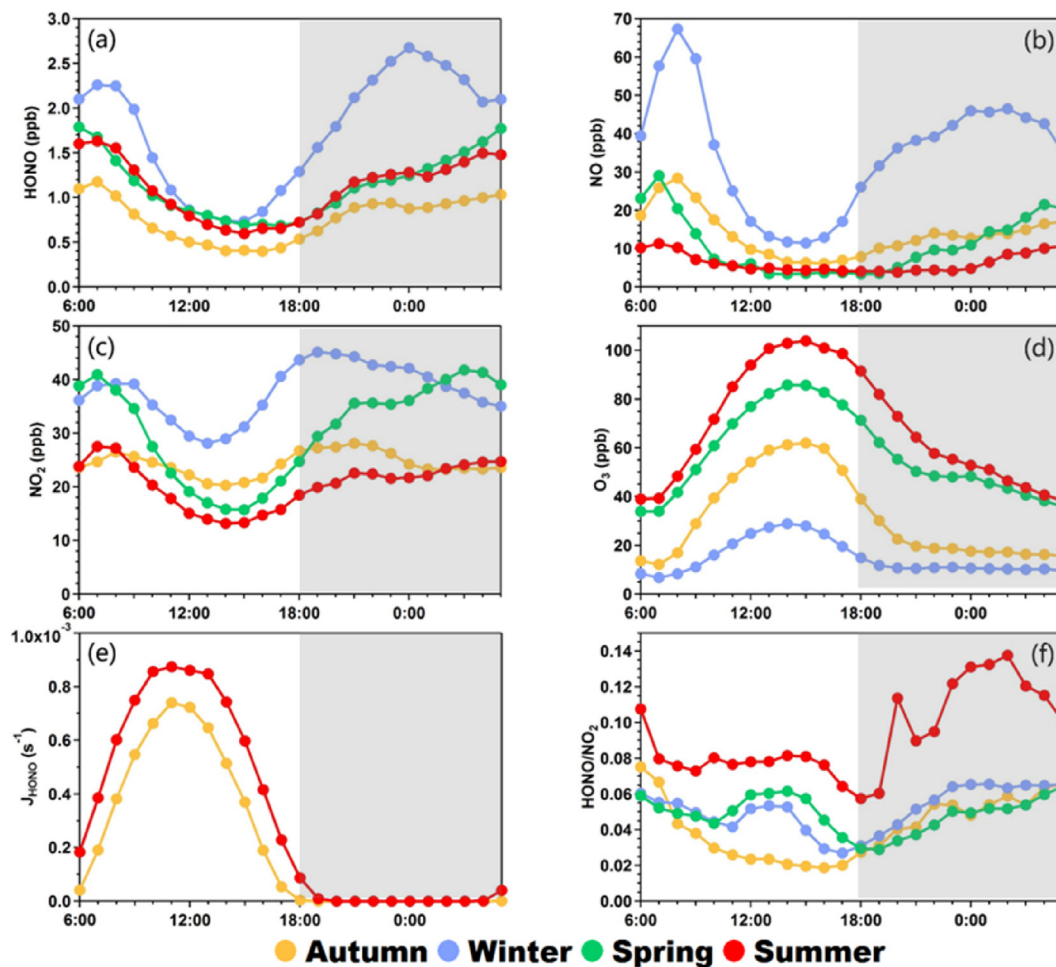 (a)
3.0
2.5
2.0
1.5
1.0
0.5
0.0
HONO (ppb)
6:00 12:00 18:00 0:00
(b)
70
60
50
40
30
20
10
0
NO (ppb)
6:00 12:00 18:00 0:00
(c)
50
40
30
20
10
0
NO₂ (ppb)
6:00 12:00 18:00 0:00
(d)
100
80
60
40
20
0
O₃ (ppb)
6:00 12:00 18:00 0:00
(e)
1.0x10⁻³
0.8
0.6
0.4
0.2
0.0
J_HONO (s⁻¹)
6:00 12:00 18:00 0:00
(f)
0.14
0.12
0.10
0.08
0.06
0.04
0.02
0.00
HONO/NO₂
6:00 12:00 18:00 0:00
Autumn Winter Spring Summer